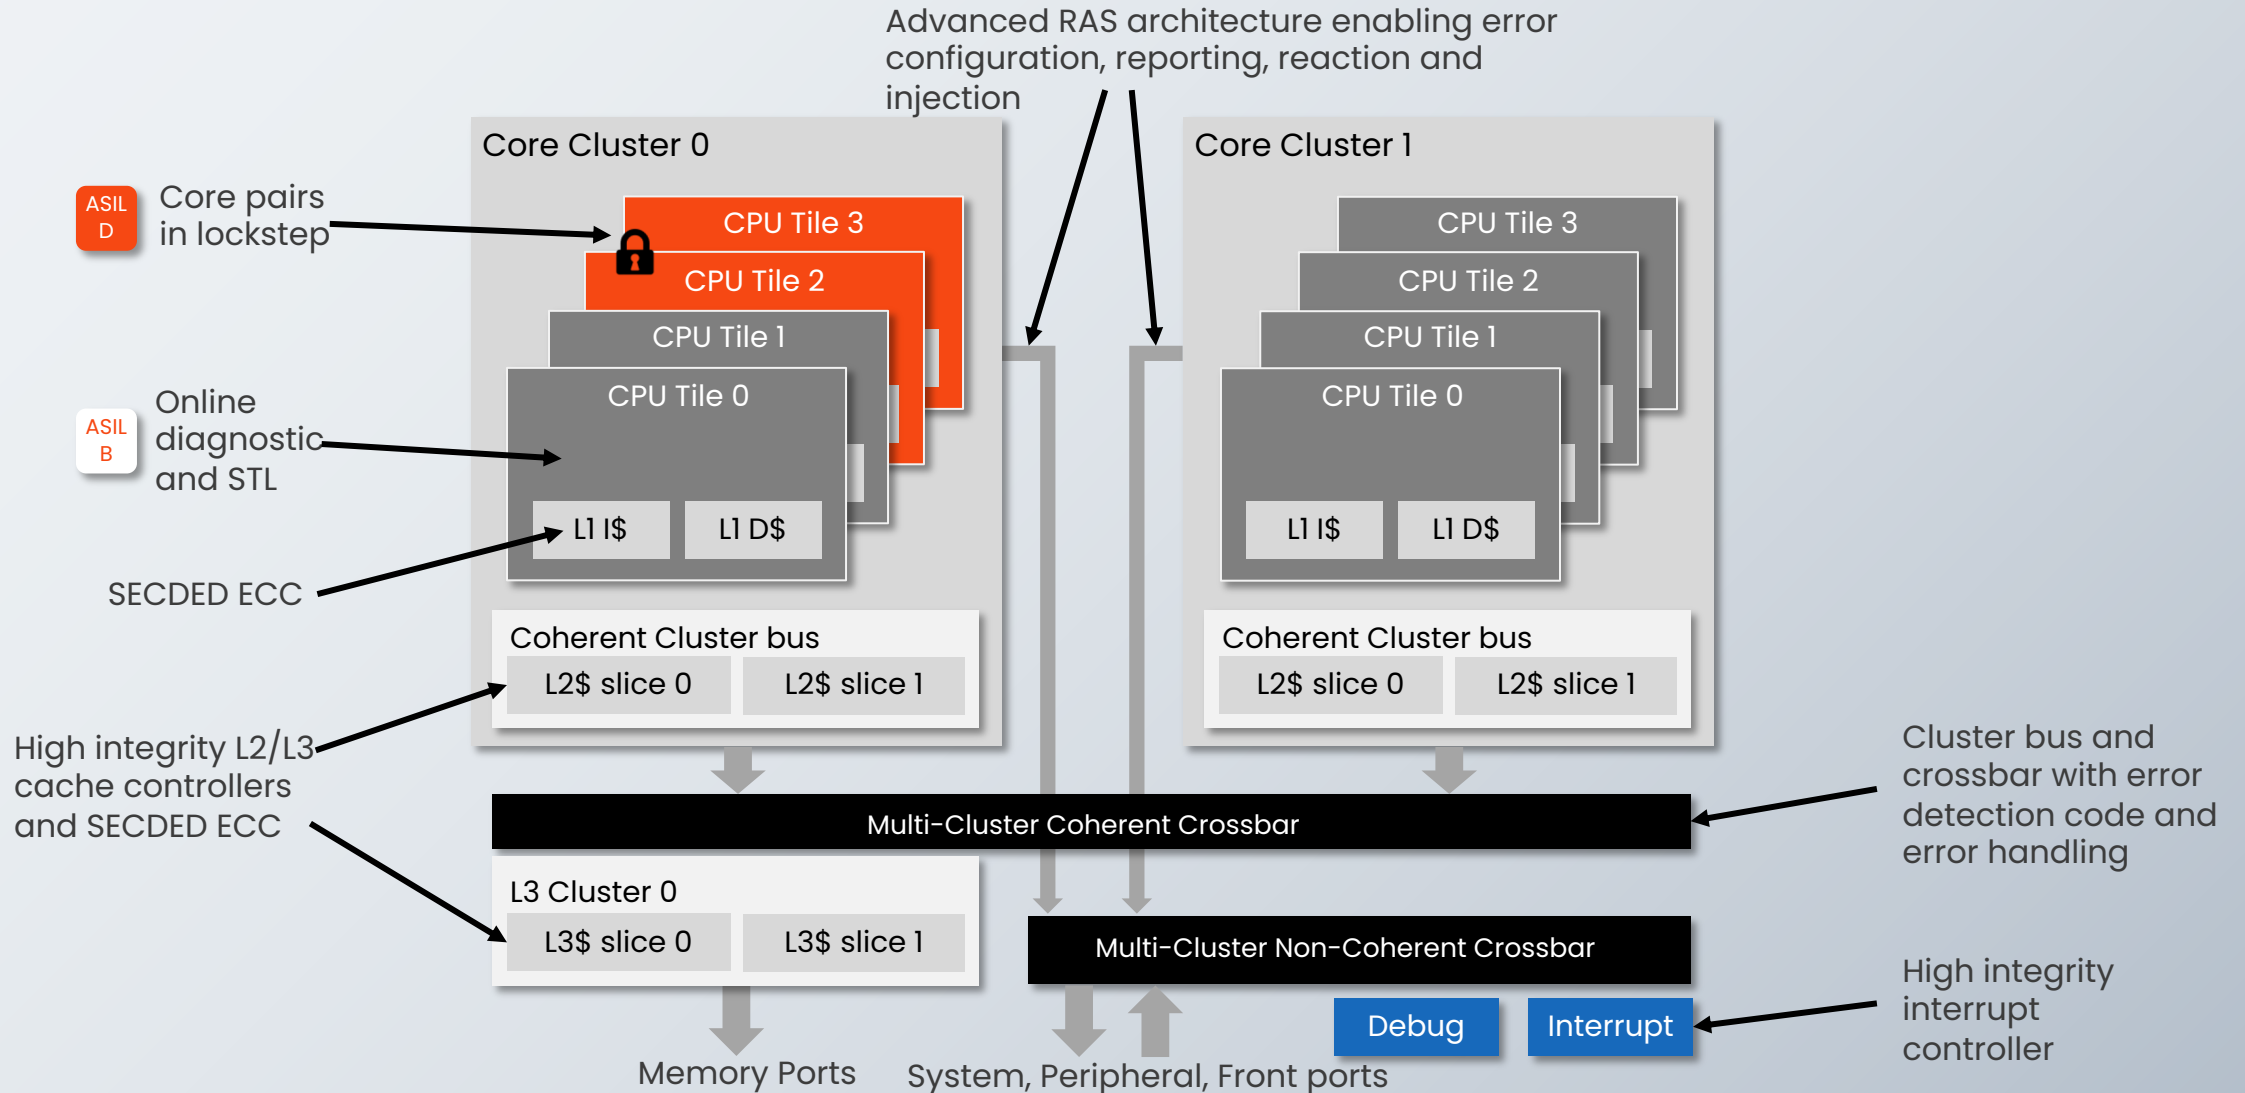 Advanced RAS architecture enabling error
configuration, reporting, reaction and
injection
Core Cluster 0
Core Cluster 1
ASIL
D
Core pairs
in lockstep
CPU Tile 3
CPU Tile 2
CPU Tile 1
CPU Tile 0
CPU Tile 3
CPU Tile 2
CPU Tile 1
CPU Tile 0
ASIL
B
Online
diagnostic
and STL
L1 I$
L1 D$
L1 I$
L1 D$
SECDED ECC
Coherent Cluster bus
L2$ slice 0
L2$ slice 1
Coherent Cluster bus
L2$ slice 0
L2$ slice 1
High integrity L2/L3
cache controllers
and SECDED ECC
Cluster bus and
crossbar with error
detection code and
error handling
Multi-Cluster Coherent Crossbar
L3 Cluster 0
L3$ slice 0
L3$ slice 1
Multi-Cluster Non-Coherent Crossbar
High integrity
interrupt
controller
Debug
Interrupt
Memory Ports
System, Peripheral, Front ports